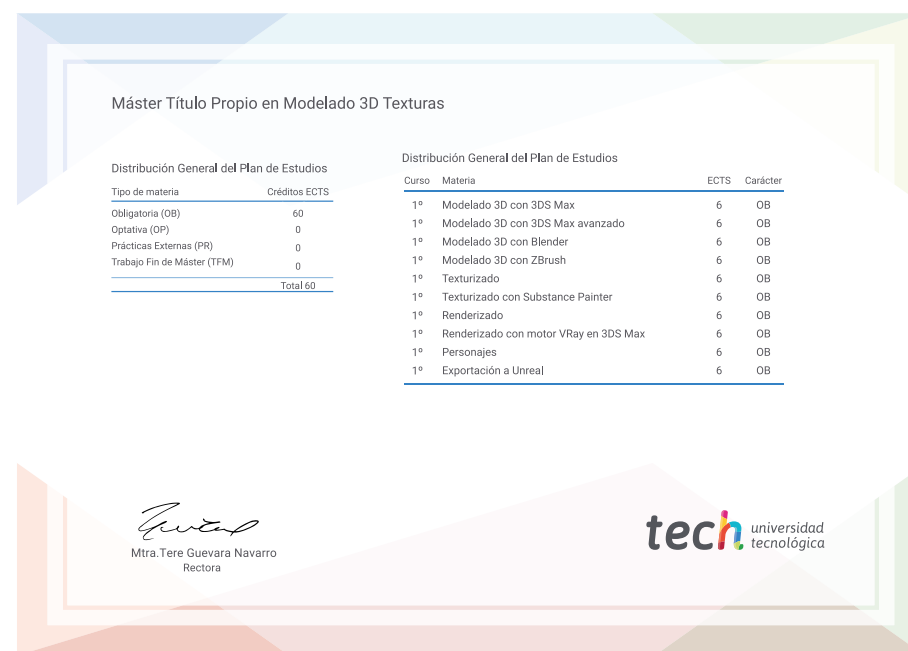 Máster Título Propio en Modelado 3D Texturas
Distribución General del Plan de Estudios
Tipo de materia Créditos ECTS
Obligatoria (OB) 60
Optativa (OP) 0
Prácticas Externas (PR) 0
Trabajo Fin de Máster (TFM) 0
Total 60
Distribución General del Plan de Estudios
Curso Materia ECTS Carácter
1º Modelado 3D con 3DS Max 6 OB
1º Modelado 3D con 3DS Max avanzado 6 OB
1º Modelado 3D con Blender 6 OB
1º Modelado 3D con ZBrush 6 OB
1º Texturizado 6 OB
1º Texturizado con Substance Painter 6 OB
1º Renderizado 6 OB
1º Renderizado con motor VRay en 3DS Max 6 OB
1º Personajes 6 OB
1º Exportación a Unreal 6 OB
Mtra.Tere Guevara Navarro
Rectora
tech universidad
tecnológica